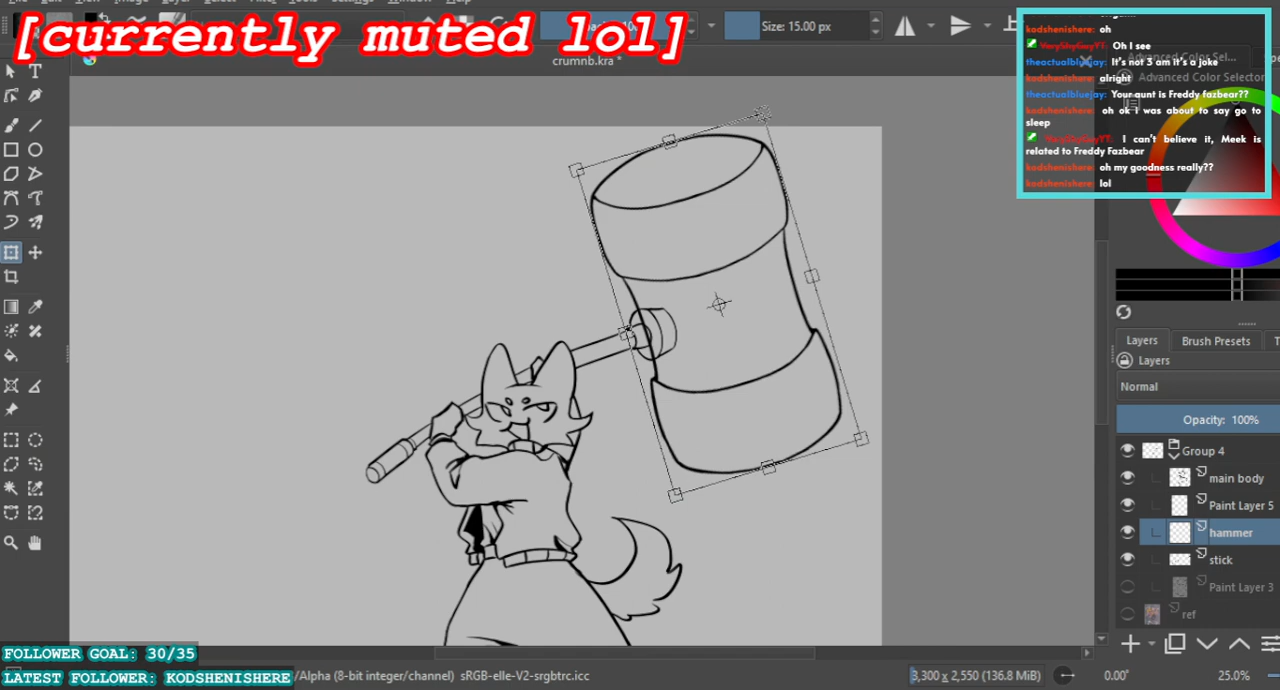 [currently muted lol]
Size: 15.00 px
crumnb.kra *
kodshenishere: oh
VerySlyGuyYT: Oh I see
theactualbluejay: It's not 3 am it's a joke
kodshenishere: alright
theactualbluejay: Your aunt is Freddy fazbear??
kodshenishere: oh ok I was about to say go to
sleep
VerySlyGuyYT: I can't believe it, Meek is
related to Freddy Fazbear
kodshenishere: oh my goodness really??
kodshenishere: lol
Advanced Color Sel...
Advanced Color Selector
Layers
Brush Presets
T
Layers
Normal
Opacity: 100%
Group 4
main body
Paint Layer 5
hammer
stick
Paint Layer 3
ref
FOLLOWER GOAL: 30/35
LATEST FOLLOWER: KODSHENISHERE
/Alpha (8-bit integer/channel) sRGB-elle-V2-srgbtrc.icc
3,300 x 2,550 (136.8 MiB)
0.00°
25.0%